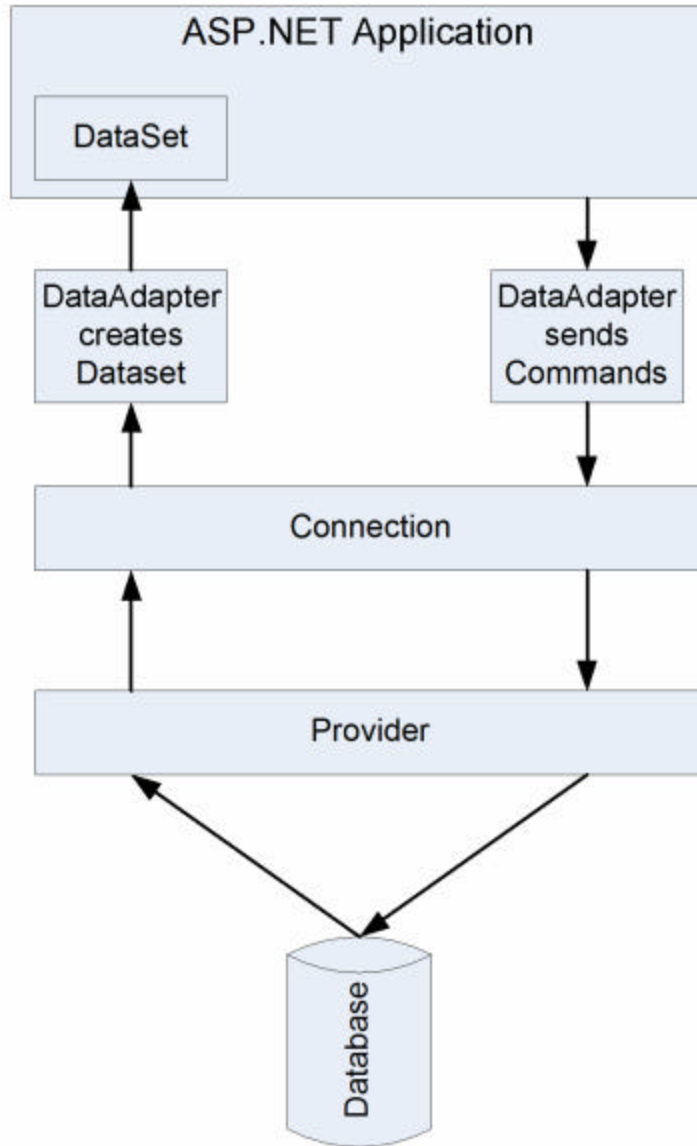 ASP.NET Application
DataSet
DataAdapter
creates
Dataset
DataAdapter
sends
Commands
Connection
Provider
Database